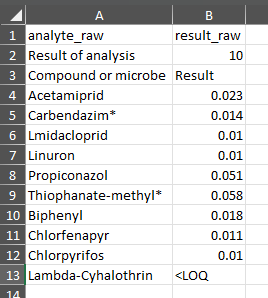 A B
1 analyte_raw result_raw
2 Result of analysis 10
3 Compound or microbe Result
4 Acetamiprid 0.023
5 Carbendazim* 0.014
6 Lmidacloprid 0.01
7 Linuron 0.01
8 Propiconazol 0.051
9 Thiophanate-methyl* 0.058
10 Biphenyl 0.018
11 Chlorfenapyr 0.011
12 Chlorpyrifos 0.01
13 Lambda-Cyhalothrin <LOQ
14